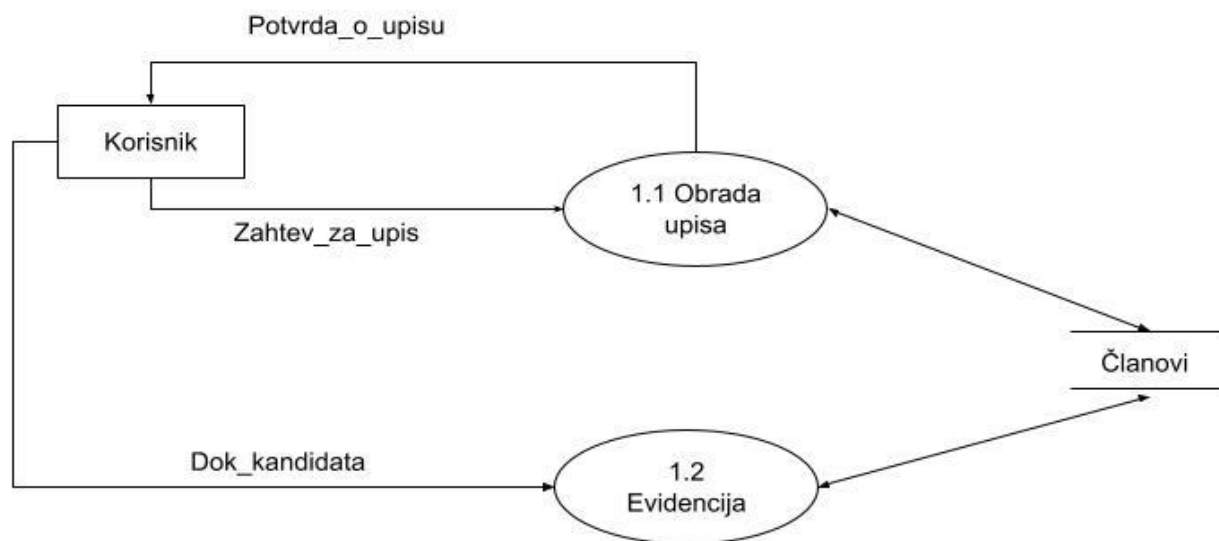 Potvrda_o_upisu
Korisnik
1.1 Obrada
upisa
Zahtev_za_upis
Članovi
Dok_kandidata
1.2
Evidencija